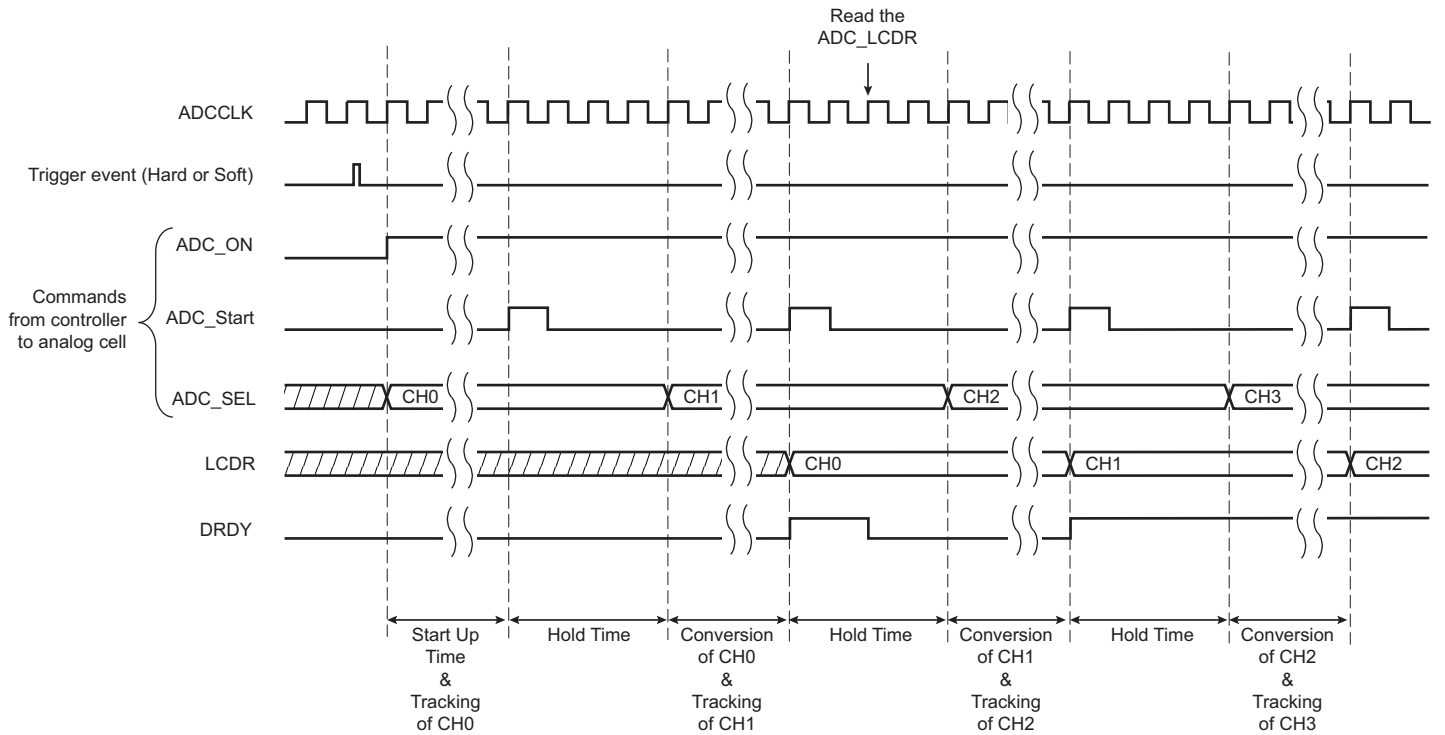 Read the
ADC_LCDR
ADCCLK
Trigger event (Hard or Soft)
ADC_ON
Commands
from controller
to analog cell
ADC_Start
ADC_SEL
CH0
CH1
CH2
CH3
LCDR
CH0
CH1
CH2
DRDY
Start Up
Time
&
Tracking
of CH0
Hold Time
Conversion
of CH0
&
Tracking
of CH1
Hold Time
Conversion
of CH1
&
Tracking
of CH2
Hold Time
Conversion
of CH2
&
Tracking
of CH3